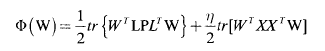 Φ(W) = 1/2 tr {W^T LPL^T W} + η/2 tr[W^T XX^T W]